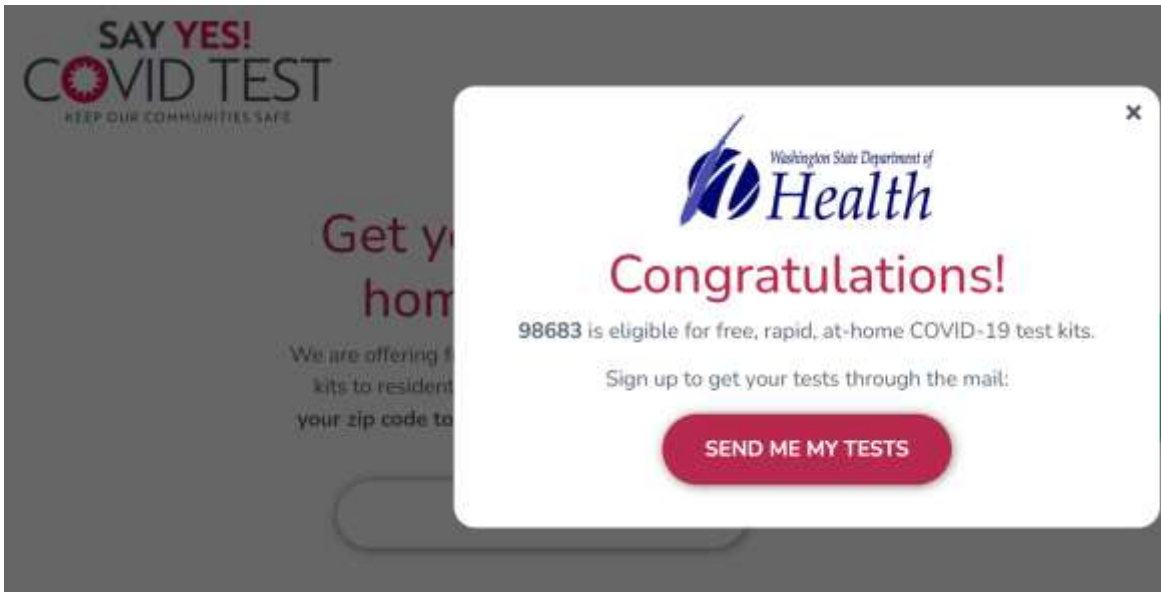 SAY YES!
COVID TEST
KEEP OUR COMMUNITIES SAFE
Get y
hom
We are offering f
kits to resident
your zip code to
×
Washington State Department of
Health
Congratulations!
98683 is eligible for free, rapid, at-home COVID-19 test kits.
Sign up to get your tests through the mail:
SEND ME MY TESTS